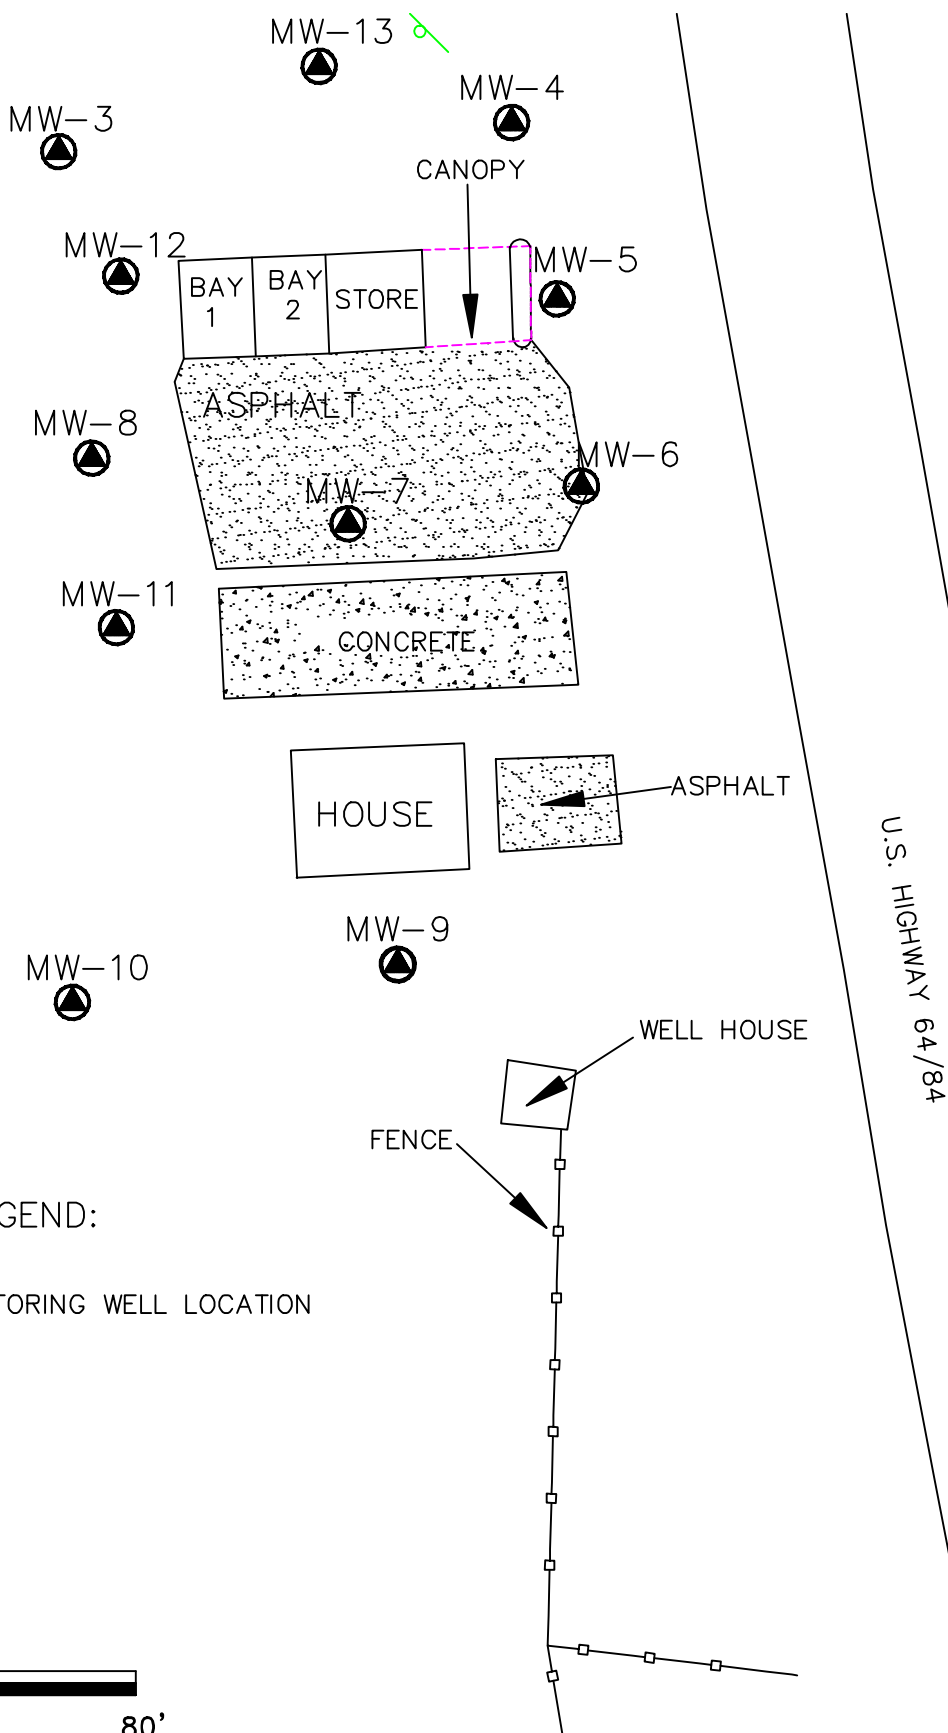 MW-13
MW-4
MW-3
CANOPY
MW-12
MW-5
BAY 1
BAY 2
STORE
ASPHALT
MW-8
MW-6
MW-7
MW-11
CONCRETE
HOUSE
ASPHALT
U.S. HIGHWAY 64/84
MW-9
MW-10
WELL HOUSE
FENCE
GEND:
TORING WELL LOCATION
80'